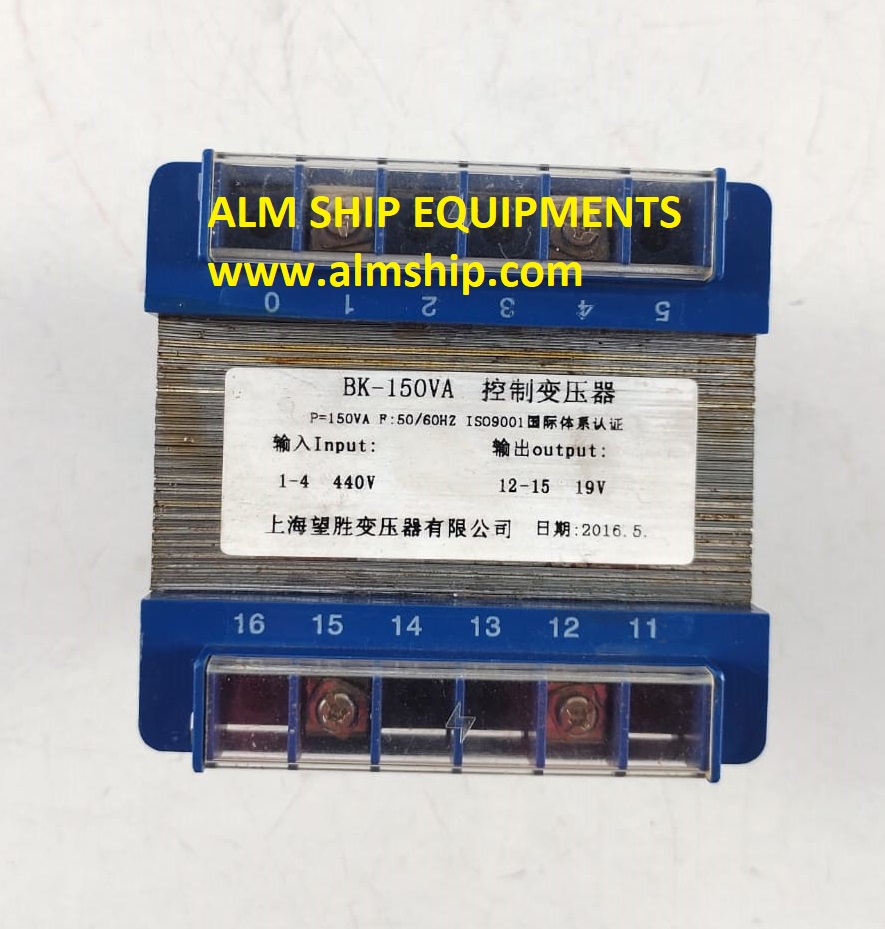 ALM SHIP EQUIPMENTS
www.almship.com
0 1 2 3 4 5
BK-150VA 控制变压器
P=150VA F:50/60HZ ISO9001国际体系认证
输入Input: 输出output:
1-4 440V 12-15 19V
上海望胜变压器有限公司 日期:2016.5.
16 15 14 13 12 11